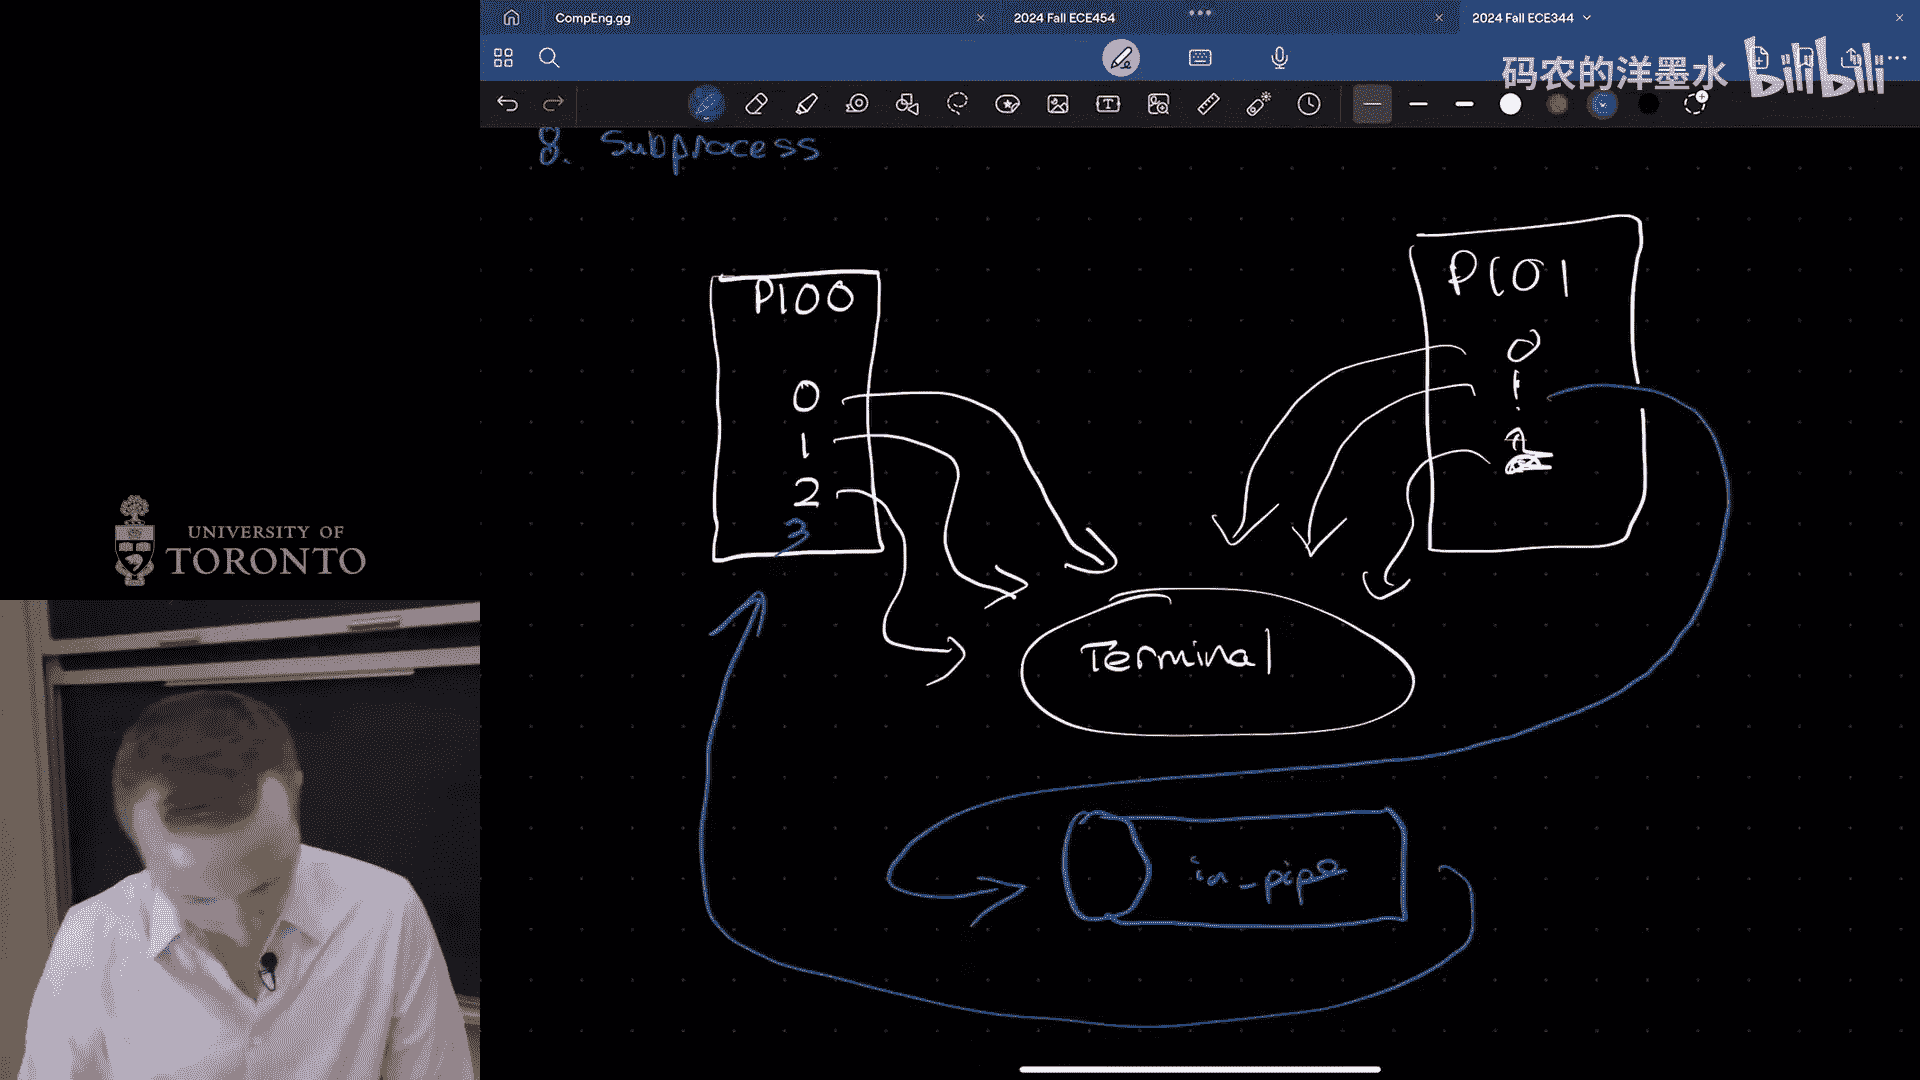 CompEng.gg
2024 Fall ECE454
2024 Fall ECE344
码农的洋墨水 bilibili
8. Subprocess
P100
0
1
2
3
P101
0
1
Terminal
in_pipe
UNIVERSITY OF
TORONTO